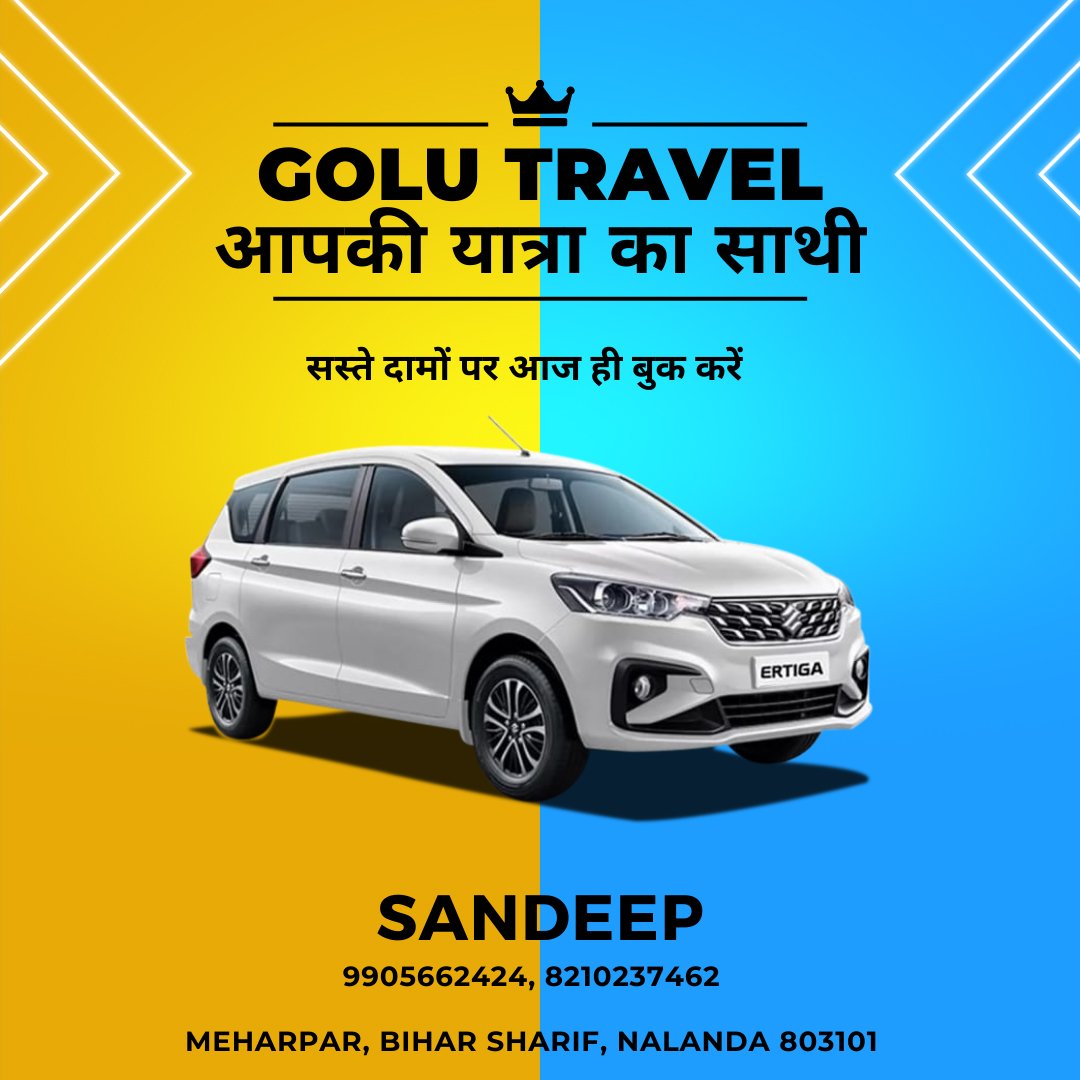 GOLU TRAVEL
आपकी यात्रा का साथी
सस्ते दामों पर आज ही बुक करें
ERTIGA
SANDEEP
9905662424, 8210237462
MEHARPAR, BIHAR SHARIF, NALANDA 803101